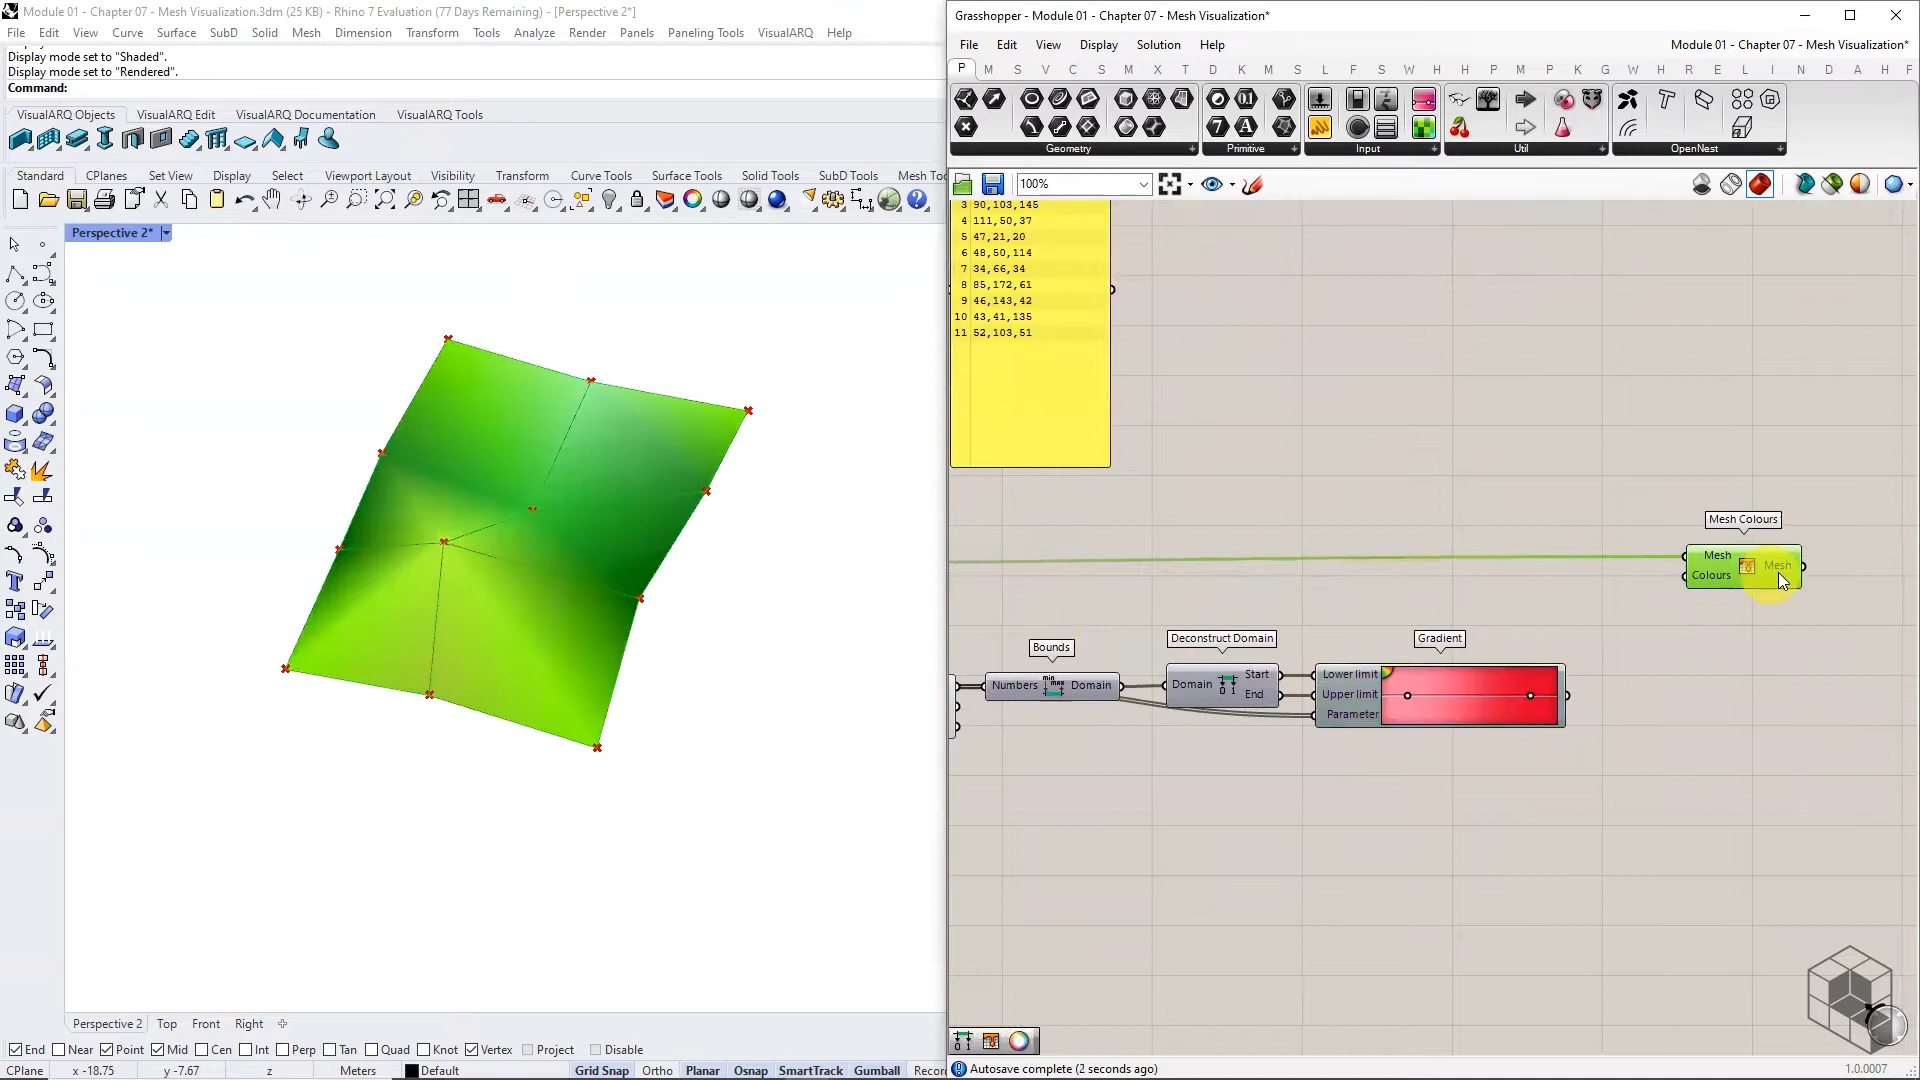 Module 01 - Chapter 07 - Mesh Visualization.3dm (25 KB) - Rhino 7 Evaluation (77 Days Remaining) - [Perspective 2*]
File Edit View Curve Surface SubD Solid Mesh Dimension Transform Tools Analyze Render Panels Paneling Tools VisualARQ Help
Display mode set to "Shaded".
Display mode set to "Rendered".
Command:
VisualARQ Objects VisualARQ Edit VisualARQ Documentation VisualARQ Tools
Standard CPlanes Set View Display Select Viewport Layout Visibility Transform Curve Tools Surface Tools Solid Tools SubD Tools Mesh To
Perspective 2*
Perspective 2 Top Front Right
End Near Point Mid Cen Int Perp Tan Quad Knot Vertex Project Disable
CPlane x -18.75 y -7.67 z Meters Default Grid Snap Ortho Planar Osnap SmartTrack Gumball Recor
Grasshopper - Module 01 - Chapter 07 - Mesh Visualization*
File Edit View Display Solution Help Module 01 - Chapter 07 - Mesh Visualization*
P M S V C S M X T D K M S L F S W H H P M P K G W H R E L I N D A H F
Geometry Primitive Input Util OpenNest
100%
3 90,103,145
4 111,50,37
5 47,21,20
6 48,50,114
7 34,66,34
8 85,172,61
9 46,143,42
10 43,41,135
11 52,103,51
Mesh Colours
Mesh
Colours
Mesh
Bounds
Numbers min max Domain
Deconstruct Domain
Domain Start
End
Gradient
Lower limit
Upper limit
Parameter
Autosave complete (2 seconds ago) 1.0.0007